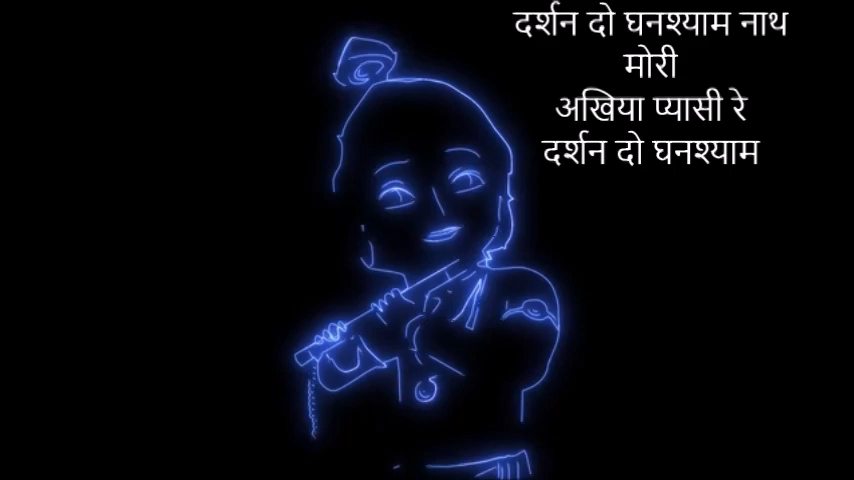 दर्शन दो घनश्याम नाथ
मोरी
अखिया प्यासी रे
दर्शन दो घनश्याम